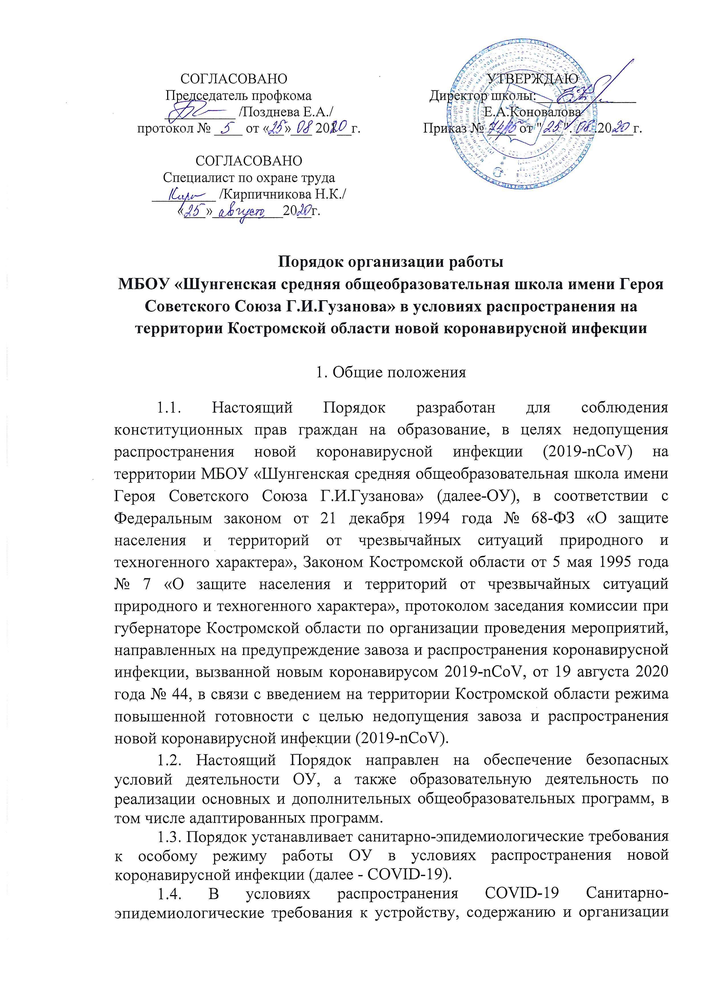 СОГЛАСОВАНО
Председатель профкома
__________ /Позднева Е.А./
протокол № 5 от «25» 08 2020г.
УТВЕРЖДАЮ
Директор школы:______________
Е.А.Коновалова
Приказ № от "25". 08 2020г.
СОГЛАСОВАНО
Специалист по охране труда
_________ /Кирпичникова Н.К./
«25» августа 2020г.
Порядок организации работы
МБОУ «Шунгенская средняя общеобразовательная школа имени Героя
Советского Союза Г.И.Гузанова» в условиях распространения на
территории Костромской области новой коронавирусной инфекции
1. Общие положения
1.1. Настоящий Порядок разработан для соблюдения
конституционных прав граждан на образование, в целях недопущения
распространения новой коронавирусной инфекции (2019-nCoV) на
территории МБОУ «Шунгенская средняя общеобразовательная школа имени
Героя Советского Союза Г.И.Гузанова» (далее-ОУ), в соответствии с
Федеральным законом от 21 декабря 1994 года № 68-ФЗ «О защите
населения и территорий от чрезвычайных ситуаций природного и
техногенного характера», Законом Костромской области от 5 мая 1995 года
№ 7 «О защите населения и территорий от чрезвычайных ситуаций
природного и техногенного характера», протоколом заседания комиссии при
губернаторе Костромской области по организации проведения мероприятий,
направленных на предупреждение завоза и распространения коронавирусной
инфекции, вызванной новым коронавирусом 2019-nCoV, от 19 августа 2020
года № 44, в связи с введением на территории Костромской области режима
повышенной готовности с целью недопущения завоза и распространения
новой коронавирусной инфекции (2019-nCoV).
1.2. Настоящий Порядок направлен на обеспечение безопасных
условий деятельности ОУ, а также образовательную деятельность по
реализации основных и дополнительных общеобразовательных программ, в
том числе адаптированных программ.
1.3. Порядок устанавливает санитарно-эпидемиологические требования
к особому режиму работы ОУ в условиях распространения новой
коронавирусной инфекции (далее - COVID-19).
1.4. В условиях распространения COVID-19 Санитарно-
эпидемиологические требования к устройству, содержанию и организации